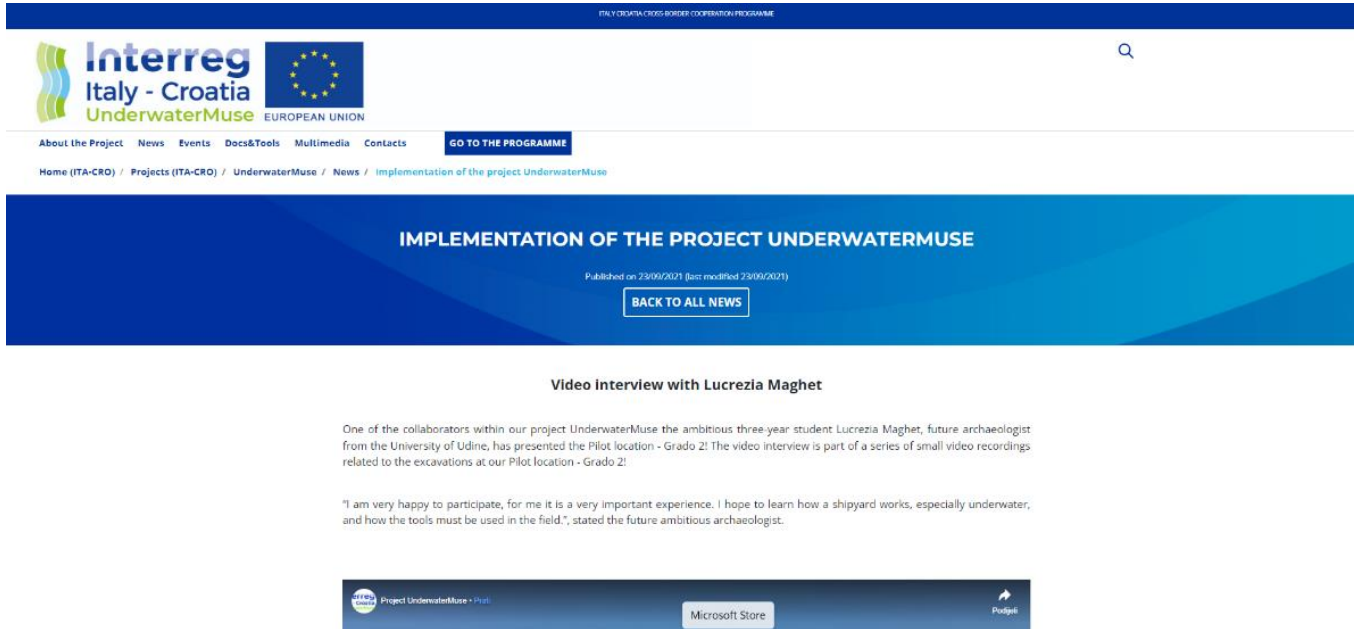 ITALY CROATIA CROSS-BORDER COOPERATION PROGRAMME
Interreg
Italy - Croatia
UnderwaterMuse EUROPEAN UNION
About the Project News Events Docs&Tools Multimedia Contacts GO TO THE PROGRAMME
Home (ITA-CRO) / Projects (ITA-CRO) / UnderwaterMuse / News / Implementation of the project UnderwaterMuse
IMPLEMENTATION OF THE PROJECT UNDERWATERMUSE
Published on 23/09/2021 (last modified 23/09/2021)
BACK TO ALL NEWS
Video interview with Lucrezia Maghet
One of the collaborators within our project UnderwaterMuse the ambitious three-year student Lucrezia Maghet, future archaeologist
from the University of Udine, has presented the Pilot location - Grado 2! The video interview is part of a series of small video recordings
related to the excavations at our Pilot location - Grado 2!
"I am very happy to participate, for me it is a very important experience. I hope to learn how a shipyard works, especially underwater,
and how the tools must be used in the field.", stated the future ambitious archaeologist.
Project UnderwaterMuse • Prati
Podijeli
Microsoft Store